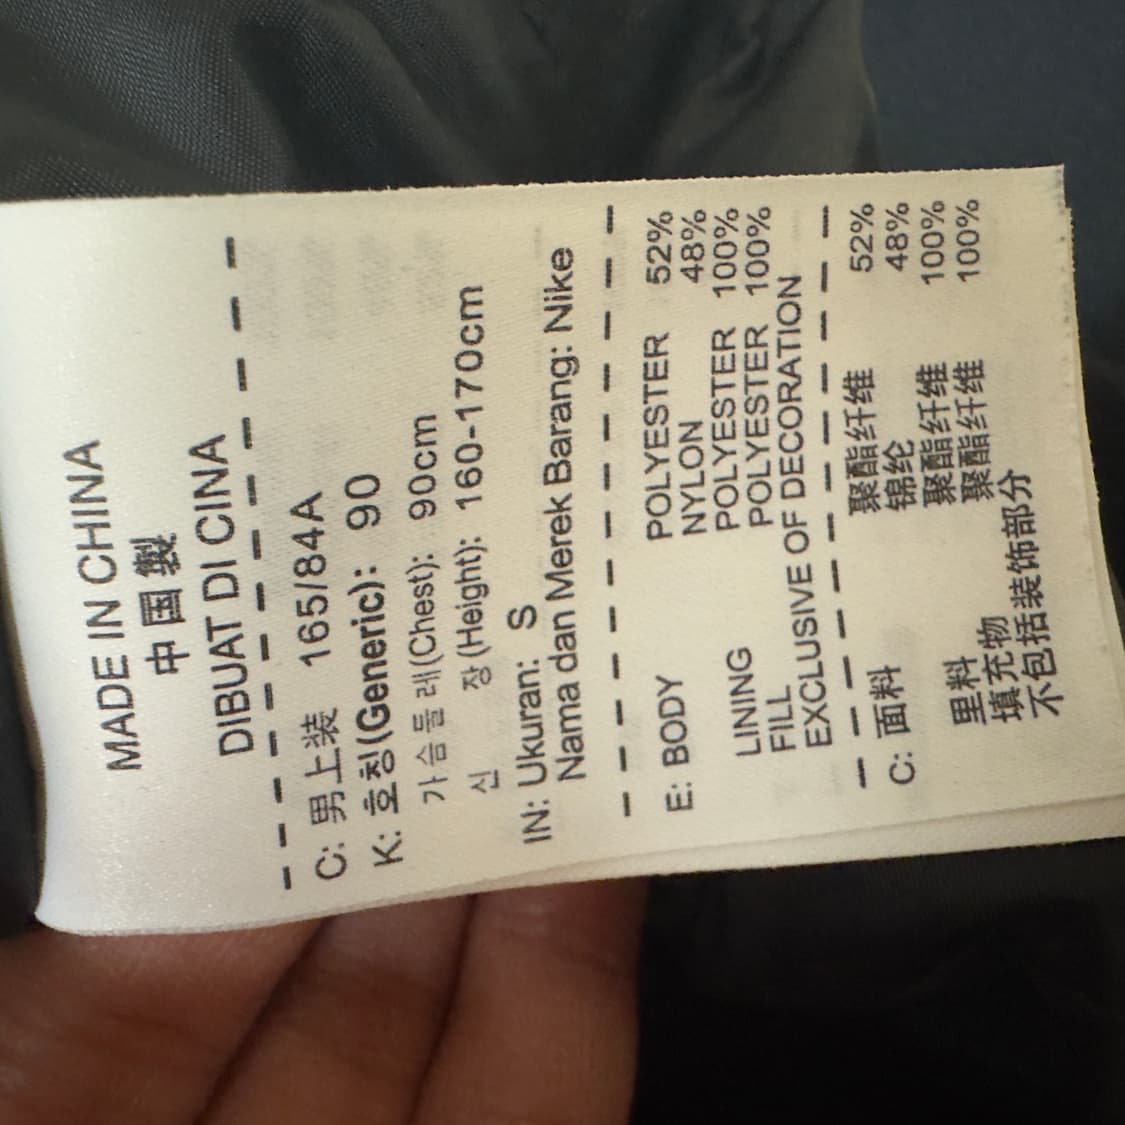 MADE IN CHINA
中国製
DIBUAT DI CINA
C: 男上装 165/84A
K: 호칭(Generic): 90
가슴둘레(Chest): 90cm
신 장(Height): 160-170cm
IN: Ukuran: S
Nama dan Merek Barang: Nike
E: BODY POLYESTER 52%
NYLON 48%
LINING POLYESTER 100%
FILL POLYESTER 100%
EXCLUSIVE OF DECORATION
C: 面料 聚酯纤维 52%
锦纶 48%
里料 聚酯纤维 100%
填充物 聚酯纤维 100%
不包括装饰部分